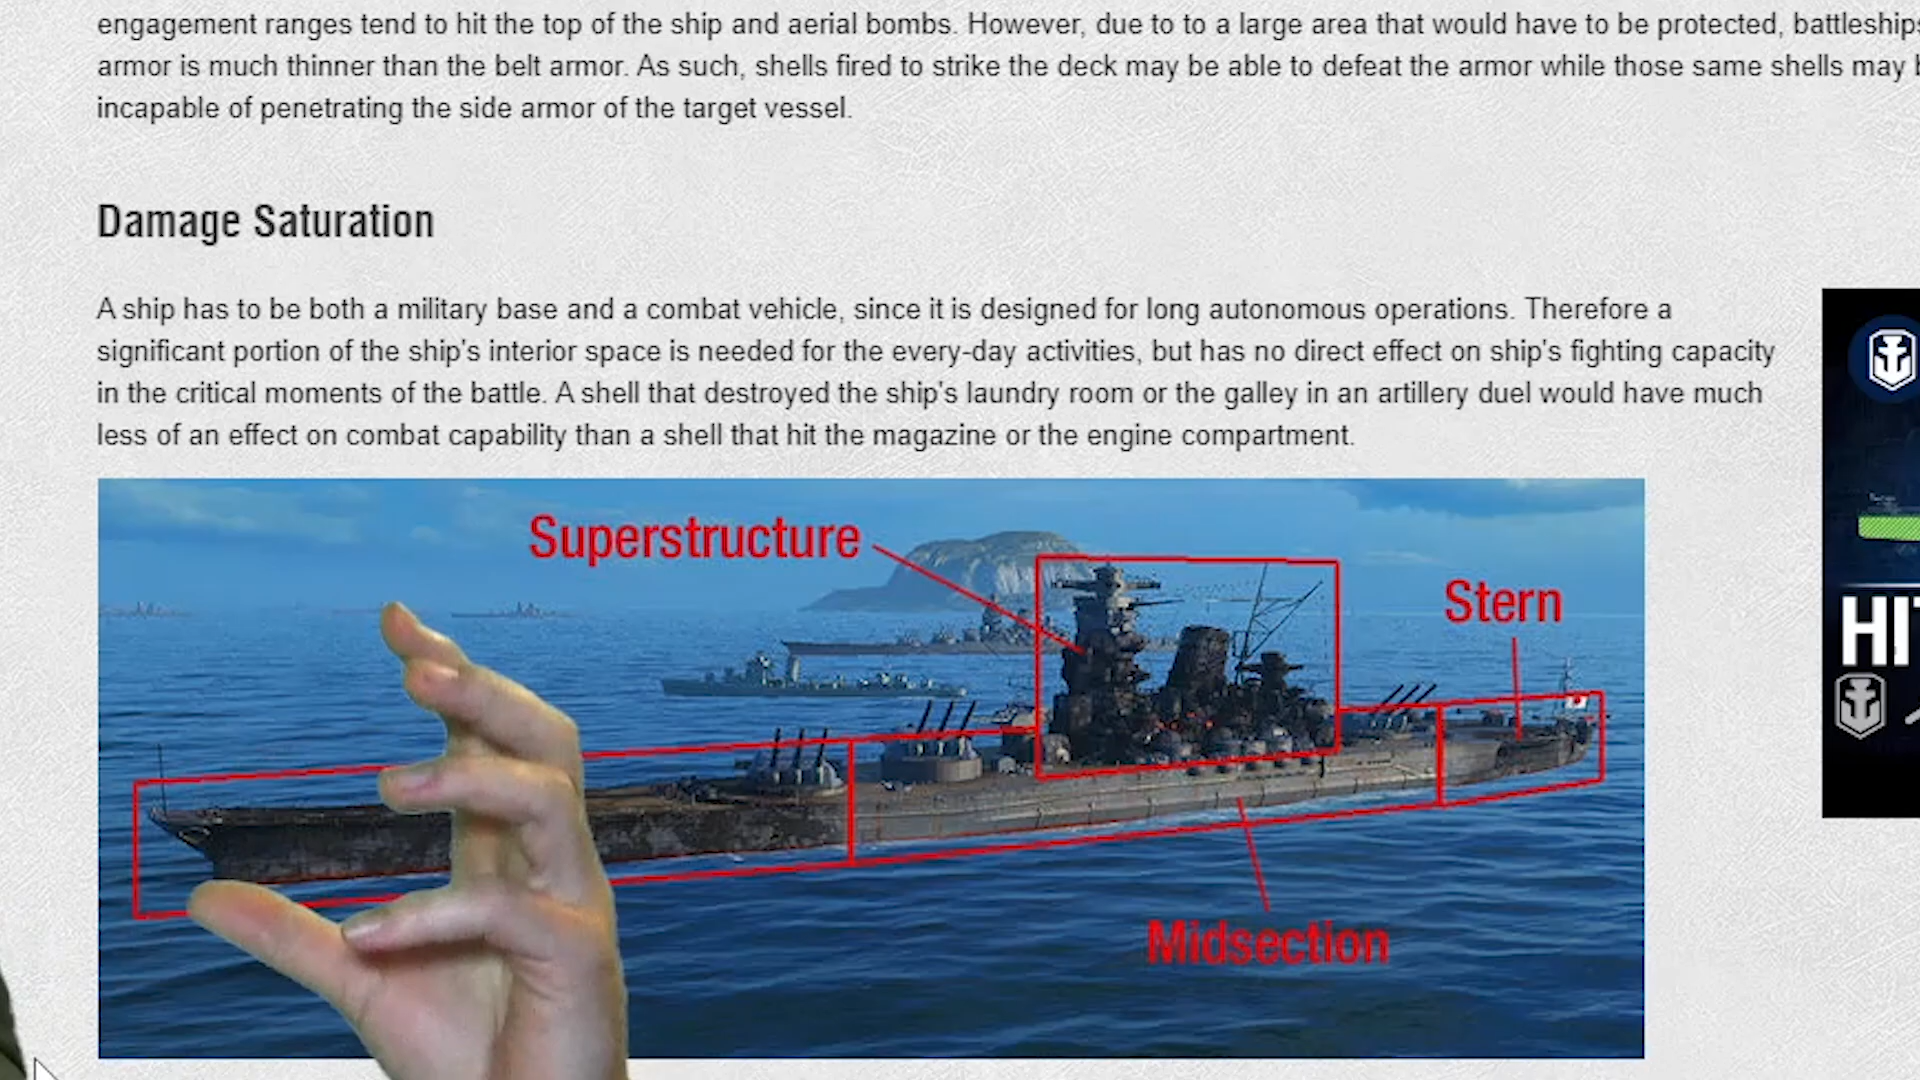 engagement ranges tend to hit the top of the ship and aerial bombs. However, due to to a large area that would have to be protected, battleships
armor is much thinner than the belt armor. As such, shells fired to strike the deck may be able to defeat the armor while those same shells may
incapable of penetrating the side armor of the target vessel.
Damage Saturation
A ship has to be both a military base and a combat vehicle, since it is designed for long autonomous operations. Therefore a
significant portion of the ship's interior space is needed for the every-day activities, but has no direct effect on ship's fighting capacity
in the critical moments of the battle. A shell that destroyed the ship's laundry room or the galley in an artillery duel would have much
less of an effect on combat capability than a shell that hit the magazine or the engine compartment.
Superstructure
Stern
Midsection